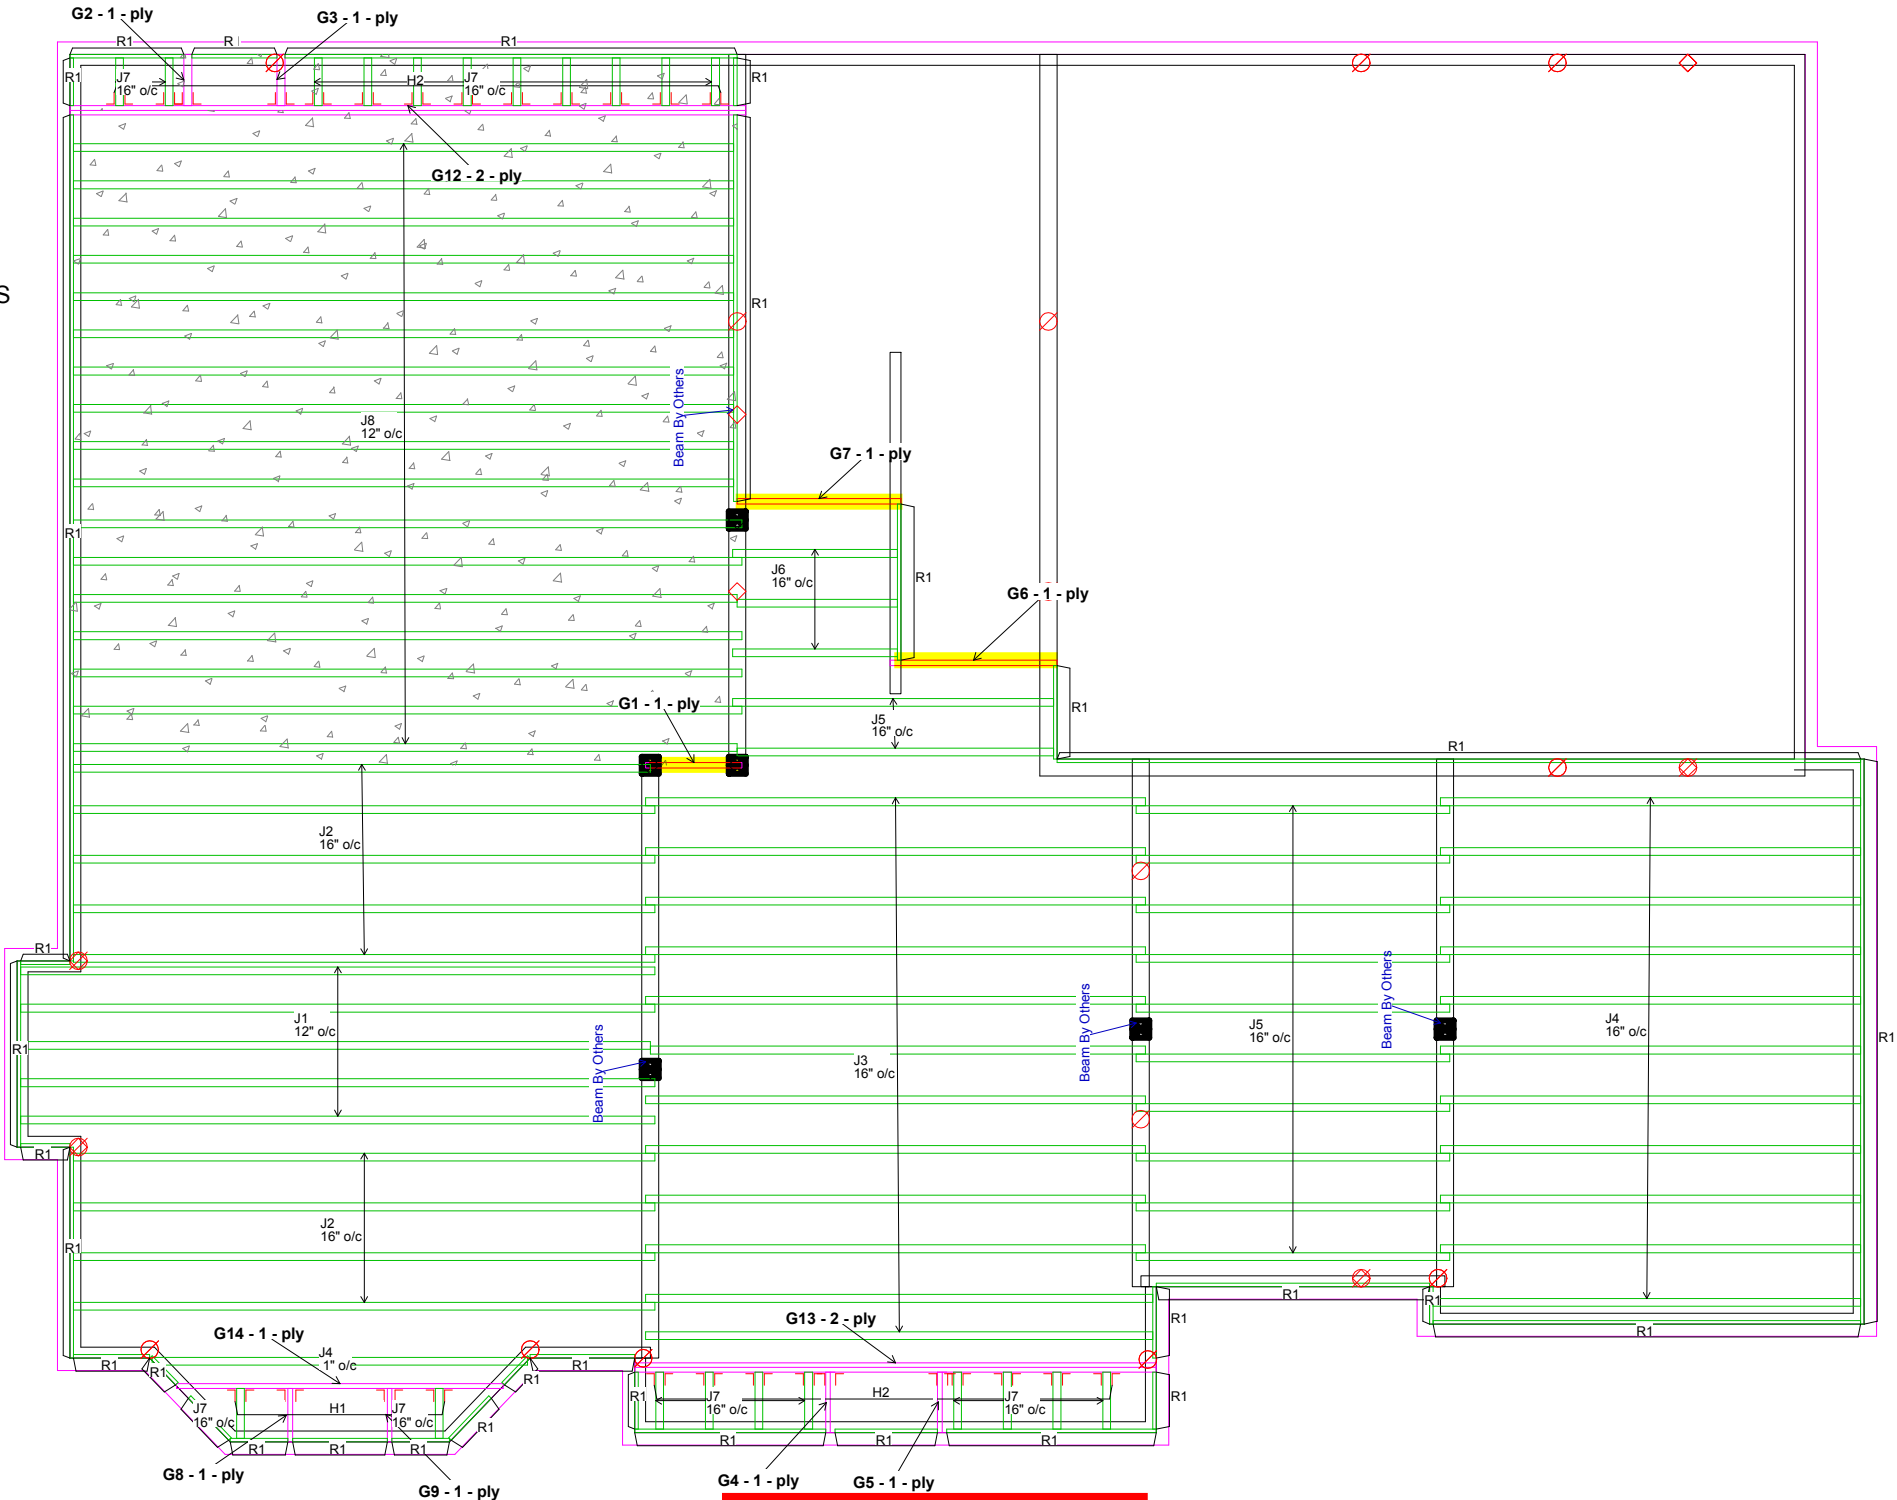 G2 - 1 - ply
G3 - 1 - ply
R1
R
R1
R1
J7
16" o/c
H2
J7
16" o/c
R1
G12 - 2 - ply
S
R1
Beam By Others
J8
12" o/c
G7 - 1 - ply
R1
J6
16" o/c
R1
G6 - 1 - ply
G1 - 1 - ply
J5
16" o/c
R1
R1
J2
16" o/c
R1
J1
12" o/c
R1
Beam By Others
J3
16" o/c
Beam By Others
J5
16" o/c
Beam By Others
J4
16" o/c
R1
R1
J2
16" o/c
R1
R1
R1
R1
R1
G13 - 2 - ply
G14 - 1 - ply
J4
1" o/c
R1
R1
R1
R1
J7
16" o/c
H1
J7
16" o/c
R1
R1
J7
16" o/c
H2
J7
16" o/c
R1
R1
R1
R1
R1
R1
R1
G8 - 1 - ply
G9 - 1 - ply
G4 - 1 - ply
G5 - 1 - ply